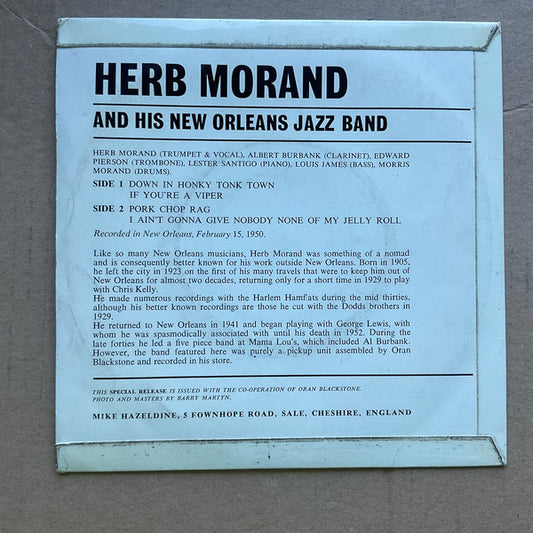 HERB MORAND
AND HIS NEW ORLEANS JAZZ BAND
HERB MORAND (TRUMPET & VOCAL), ALBERT BURBANK (CLARINET), EDWARD
PIERSON (TROMBONE), LESTER SANTIGO (PIANO), LOUIS JAMES (BASS), MORRIS
MORAND (DRUMS).
SIDE 1 DOWN IN HONKY TONK TOWN
IF YOU'RE A VIPER
SIDE 2 PORK CHOP RAG
I AIN'T GONNA GIVE NOBODY NONE OF MY JELLY ROLL
Recorded in New Orleans, February 15, 1950.
Like so many New Orleans musicians, Herb Morand was something of a nomad
and is consequently better known for his work outside New Orleans. Born in 1905,
he left the city in 1923 on the first of his many travels that were to keep him out of
New Orleans for almost two decades, returning only for a short time in 1929 to play
with Chris Kelly.
He made numerous recordings with the Harlem Hamfats during the mid thirties,
although his better known recordings are those he cut with the Dodds brothers in
1929.
He returned to New Orleans in 1941 and began playing with George Lewis, with
whom he was spasmodically associated with until his death in 1952. During the
late forties he led a five piece band at Mama Lou's, which included Al Burbank.
However, the band featured here was purely a pickup unit assembled by Oran
Blackstone and recorded in his store.
THIS SPECIAL RELEASE IS ISSUED WITH THE CO-OPERATION OF ORAN BLACKSTONE.
PHOTO AND MASTERS BY BARRY MARTYN.
MIKE HAZELDINE, 5 FOWNHOPE ROAD, SALE, CHESHIRE, ENGLAND